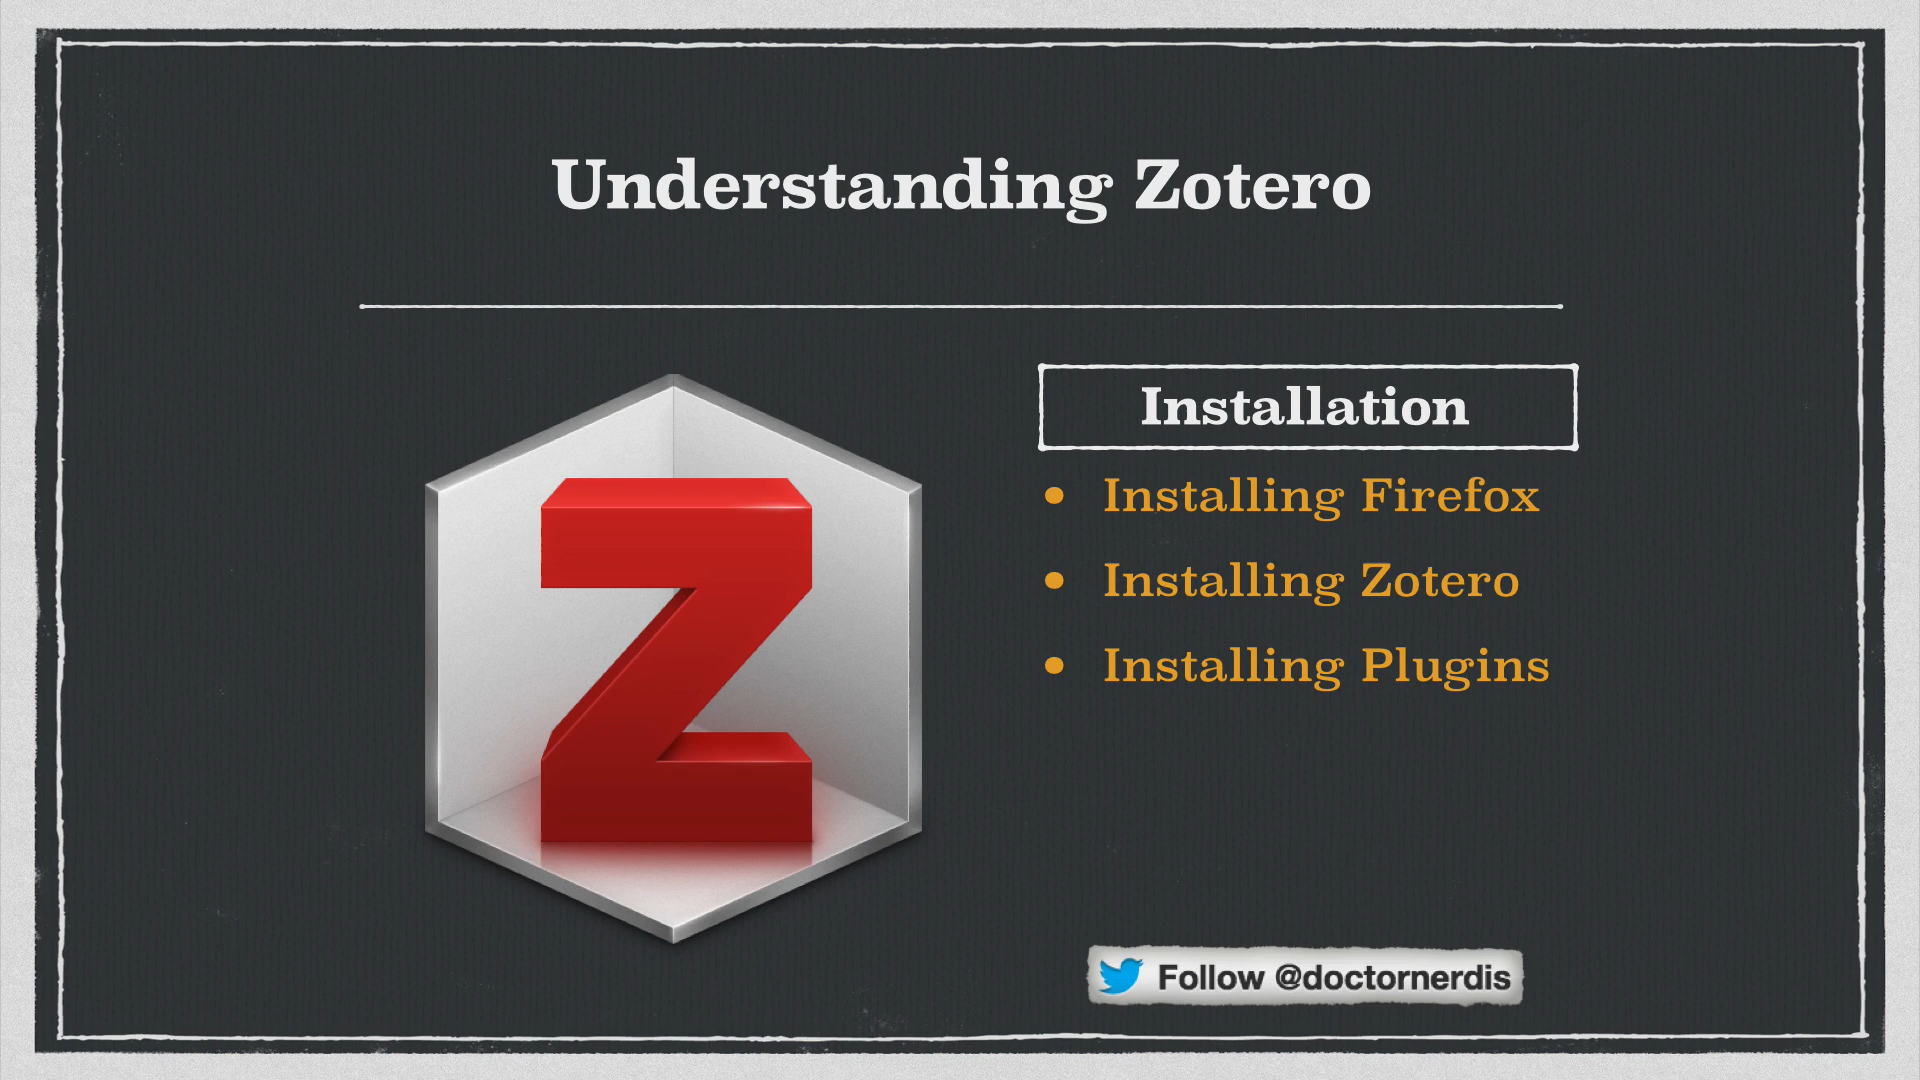 Understanding Zotero
Z
Installation
• Installing Firefox
• Installing Zotero
• Installing Plugins
Follow @doctornerdis